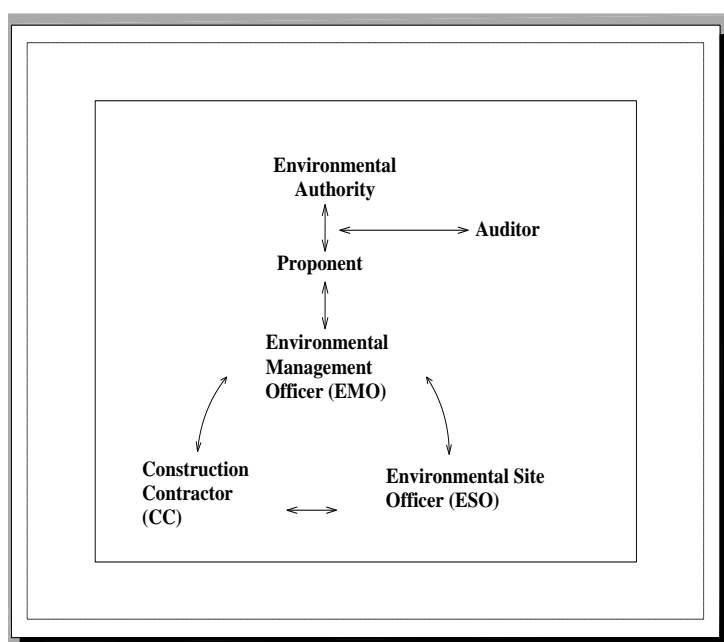 Environmental
Authority
Auditor
Proponent
Environmental
Management
Officer (EMO)
Construction
Contractor
(CC)
Environmental Site
Officer (ESO)